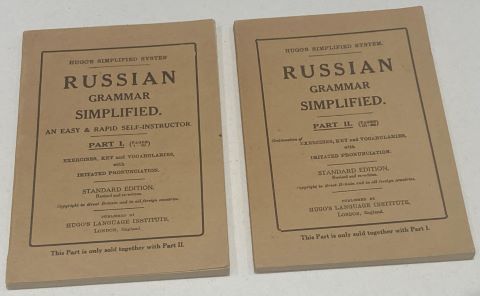 HUGO'S SIMPLIFIED SYSTEM
RUSSIAN
GRAMMAR
SIMPLIFIED.
AN EASY & RAPID SELF-INSTRUCTOR
PART I.
EXERCISES, KEY and VOCABULARIES,
with
IMITATED PRONUNCIATION.
STANDARD EDITION,
Revised and re-written.
Copyright in Great Britain and in all foreign countries.
PUBLISHED BY
HUGO'S LANGUAGE INSTITUTE,
LONDON, England.
This Part is only sold together with Part II.
HUGO'S SIMPLIFIED SYSTEM.
RUSSIAN
GRAMMAR
SIMPLIFIED.
PART II.
Continuation of EXERCISES, KEY and VOCABULARIES,
with
IMITATED PRONUNCIATION.
STANDARD EDITION,
Revised and re-written.
Copyright in Great Britain and in all foreign countries.
PUBLISHED BY
HUGO'S LANGUAGE INSTITUTE,
LONDON, England.
This Part is only sold together with Part I.